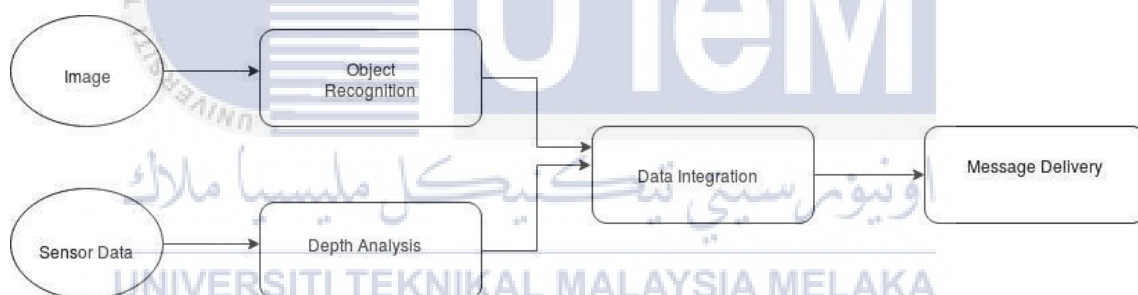 UTeM
UNIVERSITI
Image
Object
Recognition
Data Integration
Message Delivery
اونيۏرسيتي تيكنيكل مليسيا ملاك
Sensor Data
Depth Analysis
UNIVERSITI TEKNIKAL MALAYSIA MELAKA